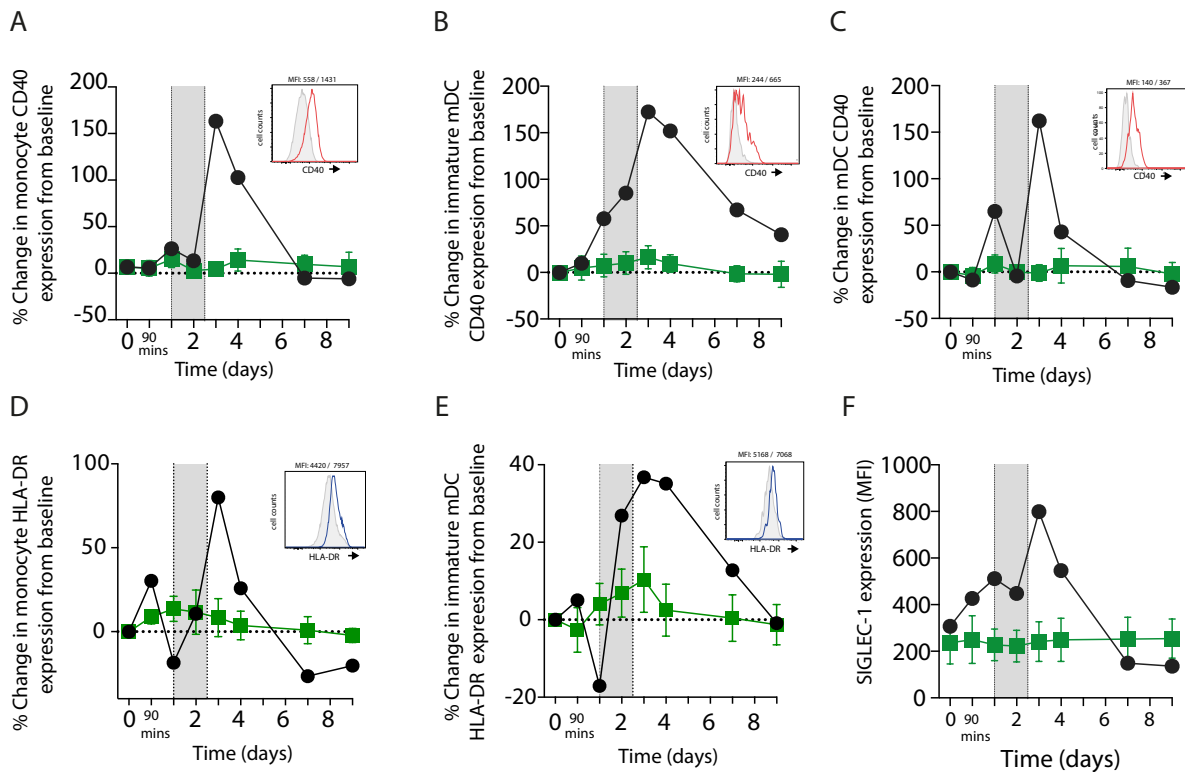 A
% Change in monocyte CD40
expression from baseline
200
150
100
50
0
-50
MFI: 558 / 1431
cell counts
CD40
0
90
mins
2
4
6
8
Time (days)
B
% Change in immature mDC
CD40 expreession from baseline
200
150
100
50
0
-50
MFI: 244 / 665
cell counts
CD40
0
90
mins
2
4
6
8
Time (days)
C
% Change in mDC CD40
expression from baseline
200
150
100
50
0
-50
MFI: 140 / 367
cell counts
100
80
60
40
20
0
CD40
0
90
mins
2
4
6
8
Time (days)
D
% Change in monocyte HLA-DR
expression from baseline
100
50
0
MFI: 4420 / 7957
cell counts
HLA-DR
0
90
mins
2
4
6
8
Time (days)
E
% Change in immature mDC
HLA-DR expression from baseline
40
20
0
-20
MFI: 5168 / 7068
cell counts
HLA-DR
0
90
mins
2
4
6
8
Time (days)
F
SIGLEC-1 expression (MFI)
1000
800
600
400
200
0
0
90
mins
2
4
6
8
Time (days)